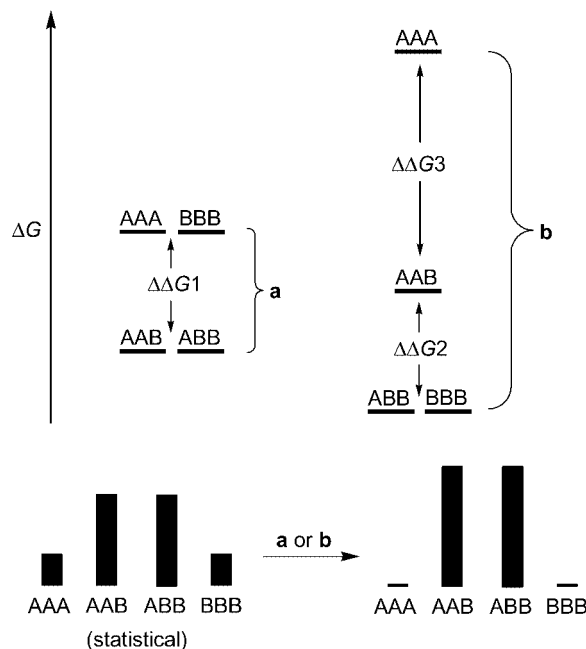 AAA
ΔΔG3
AAA BBB
ΔG
b
ΔΔG1
a
AAB
AAB ABB
ΔΔG2
ABB BBB
a or b
AAA AAB ABB BBB
AAA AAB ABB BBB
(statistical)